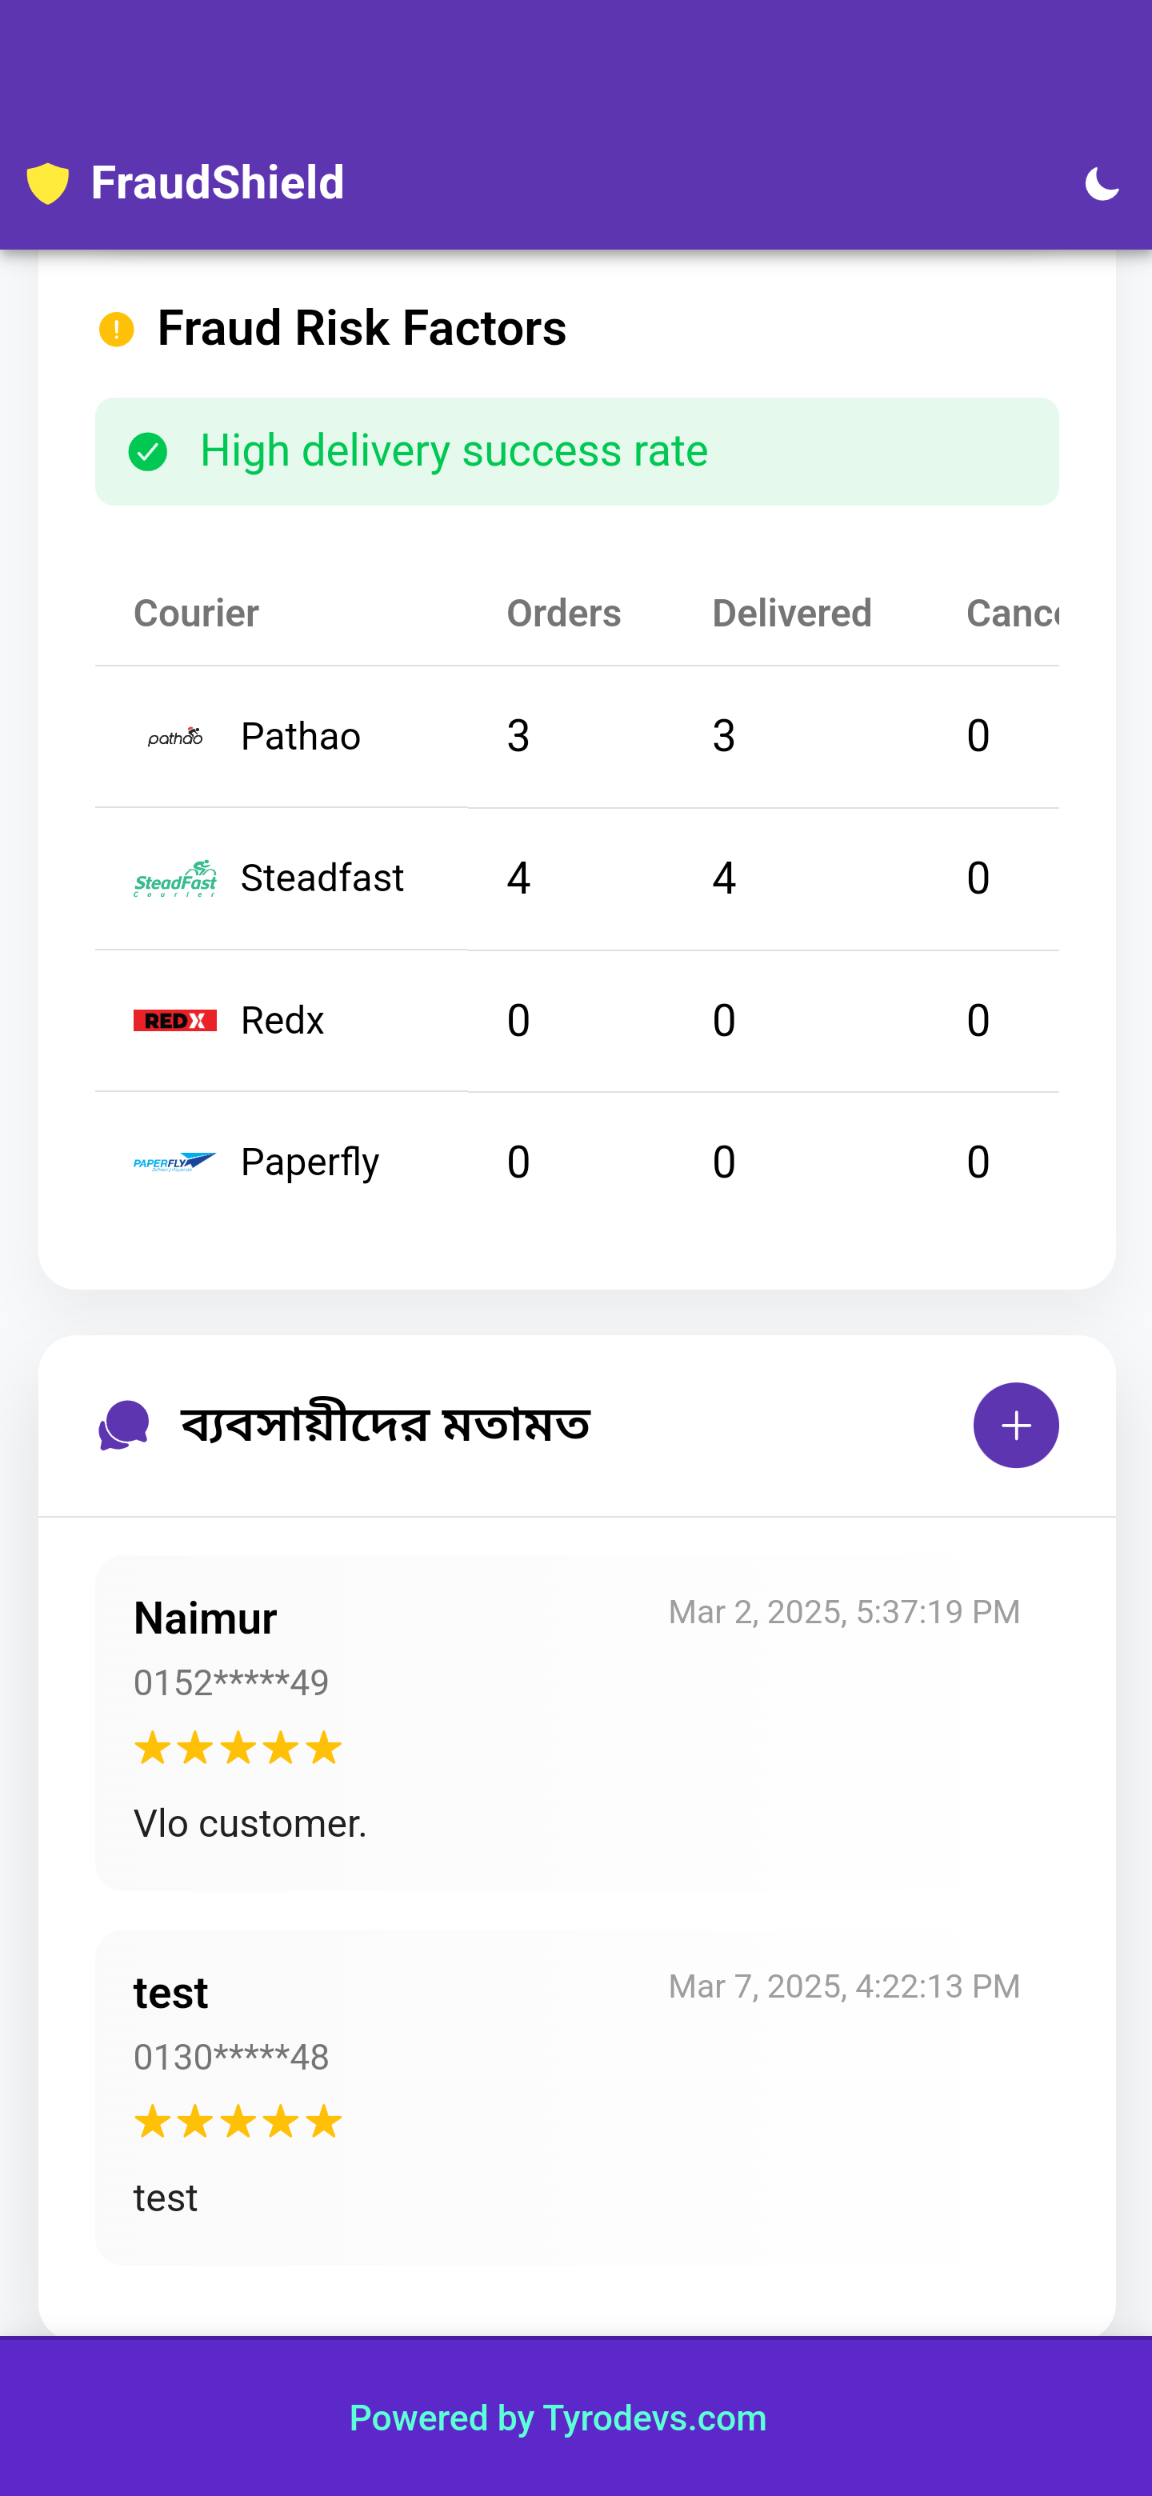 FraudShield
Fraud Risk Factors
High delivery success rate
Courier Orders Delivered Canc
pathao Pathao 3 3 0
SteadFast
Courier
Steadfast 4 4 0
REDX Redx 0 0 0
PAPERFLY Paperfly 0 0 0
ব্যবসায়ীদের মতামত
Naimur Mar 2, 2025, 5:37:19 PM
0152*****49
Vlo customer.
test Mar 7, 2025, 4:22:13 PM
0130*****48
test
Powered by Tyrodevs.com